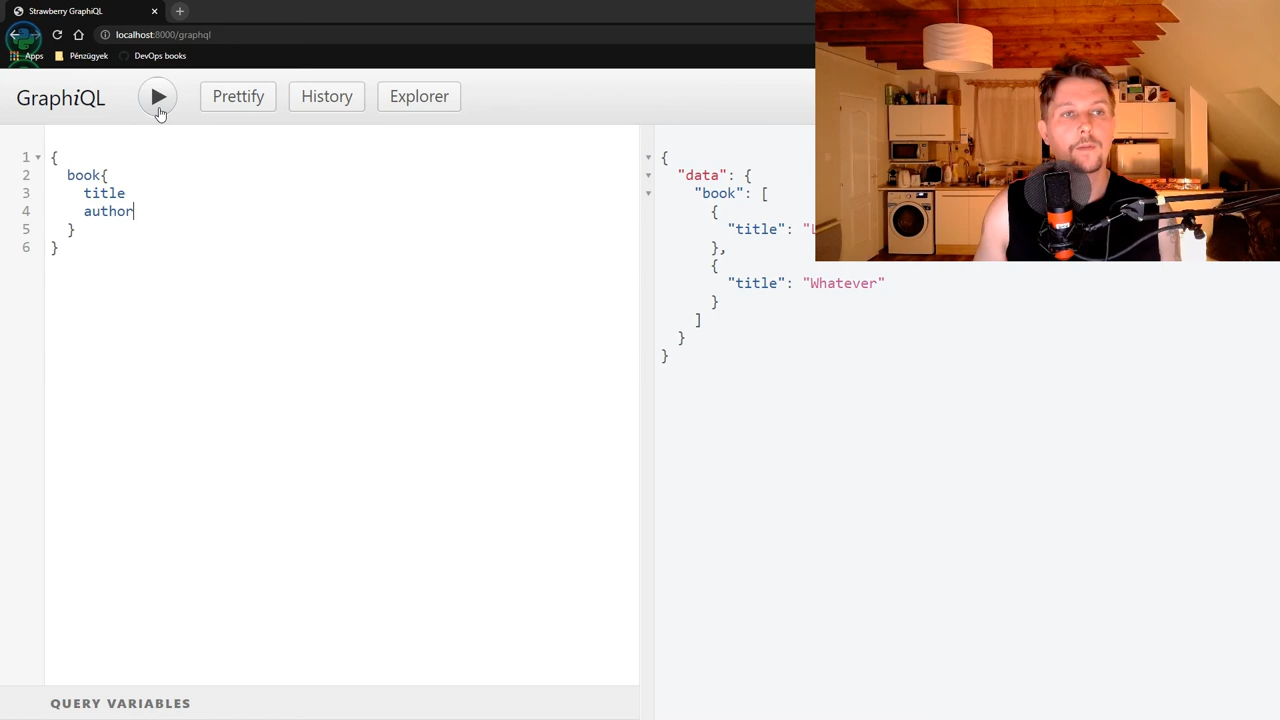 Strawberry GraphiQL
localhost:8000/graphql
Apps
Pénzügyek
DevOps books
GraphiQL
Prettify
History
Explorer
1 {
2 book{
3 title
4 author
5 }
6 }
{
"data": {
"book": [
{
"title": "
},
{
"title": "Whatever"
}
]
}
}
QUERY VARIABLES